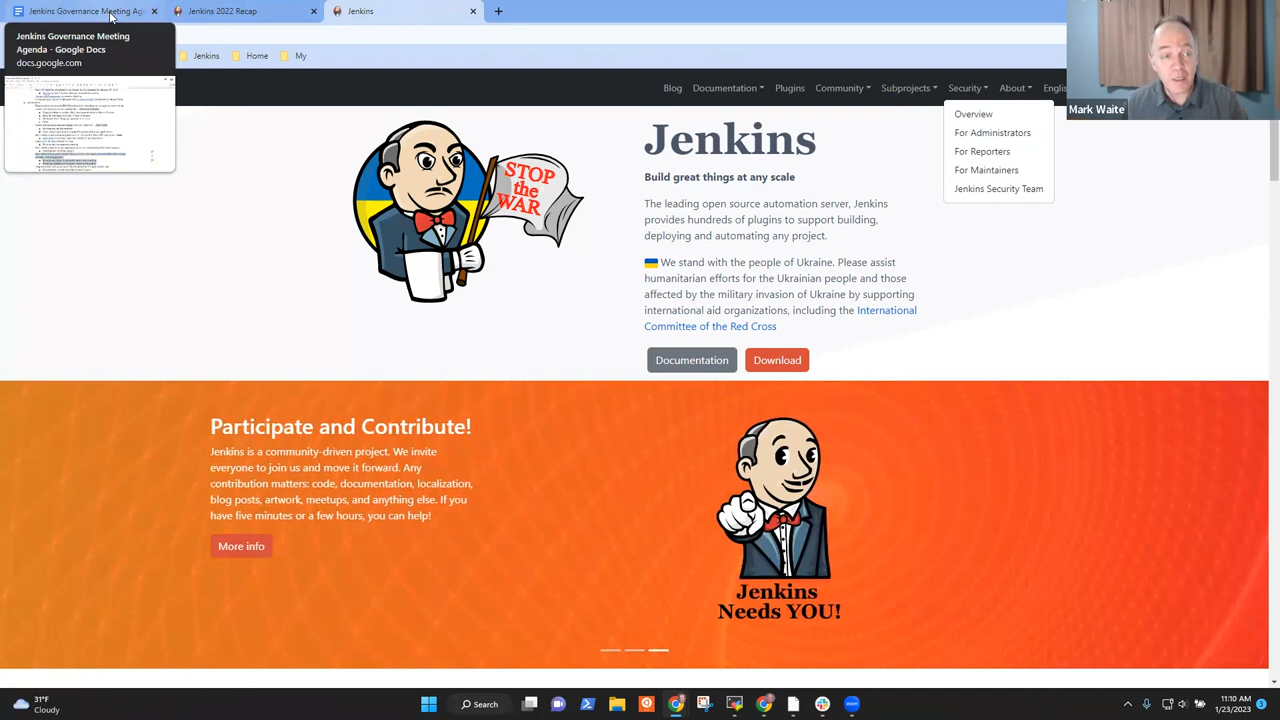 Jenkins Governance Meeting Age
Jenkins 2022 Recap
Jenkins
Jenkins Governance Meeting
Agenda - Google Docs
docs.google.com
Jenkins
Home
My
Blog
Documentation
Plugins
Community
Subprojects
Security
About
English
Overview
For Administrators
For Reporters
For Maintainers
Jenkins Security Team
Mark Waite
STOP
the
WAR
Jenkins
Build great things at any scale
The leading open source automation server, Jenkins
provides hundreds of plugins to support building,
deploying and automating any project.
We stand with the people of Ukraine. Please assist
humanitarian efforts for the Ukrainian people and those
affected by the military invasion of Ukraine by supporting
international aid organizations, including the International
Committee of the Red Cross
Documentation
Download
Participate and Contribute!
Jenkins is a community-driven project. We invite
everyone to join us and move it forward. Any
contribution matters: code, documentation, localization,
blog posts, artwork, meetups, and anything else. If you
have five minutes or a few hours, you can help!
More info
Jenkins
Needs YOU!
31°F
Cloudy
Search
zoom
11:10 AM
1/23/2023
3